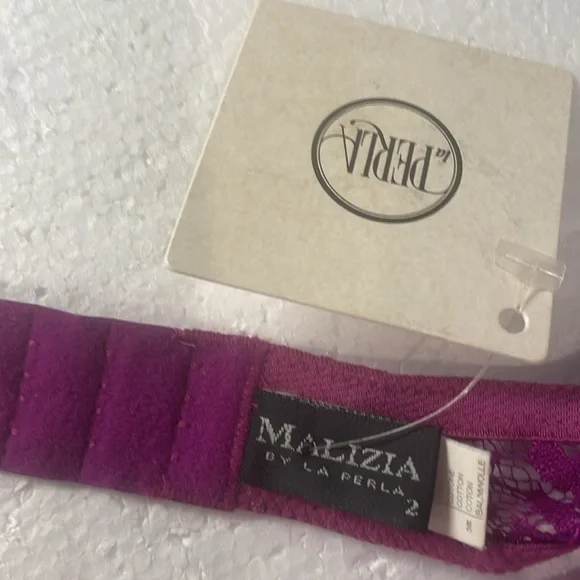 la PERLA
MALIZIA
BY LA PERLA
2
COTTON
COTON
BAUMWOLLE